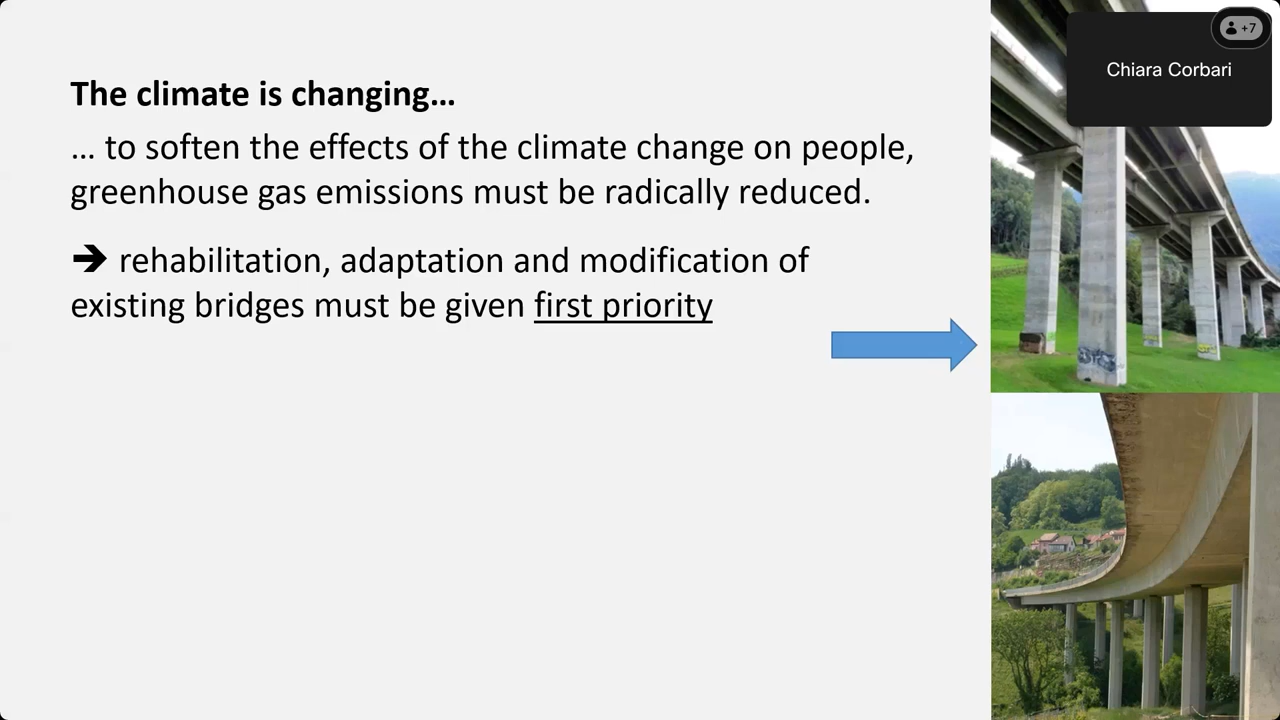 The climate is changing…
… to soften the effects of the climate change on people,
greenhouse gas emissions must be radically reduced.
➔ rehabilitation, adaptation and modification of
existing bridges must be given first priority
+7
Chiara Corbari